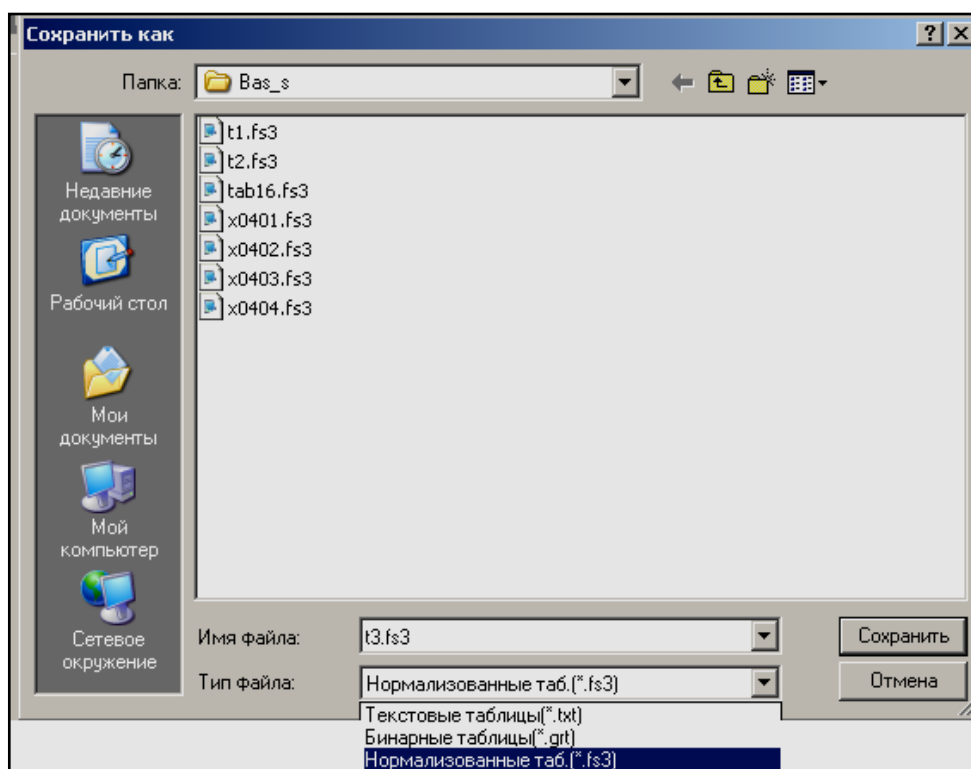 Сохранить как
Папка: Bas_s
t1.fs3
t2.fs3
tab16.fs3
x0401.fs3
x0402.fs3
x0403.fs3
x0404.fs3
Недавние
документы
Рабочий стол
Мои
документы
Мой
компьютер
Сетевое
окружение
Имя файла: t3.fs3 Сохранить
Тип файла: Нормализованные таб.(*.fs3) Отмена
Текстовые таблицы(*.txt)
Бинарные таблицы(*.grt)
Нормализованные таб.(*.fs3)